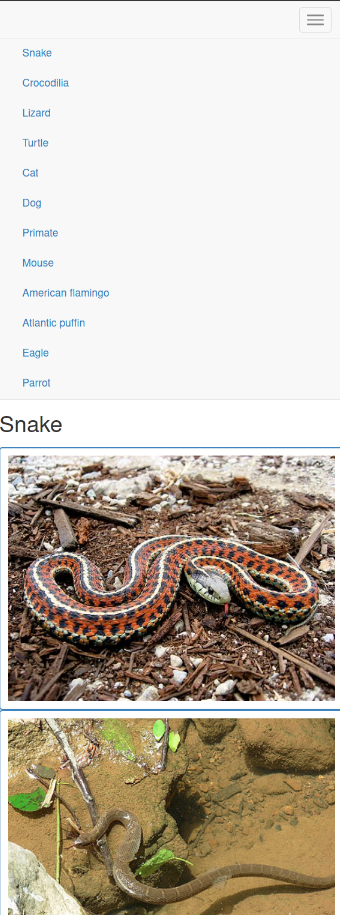 Snake
Crocodilia
Lizard
Turtle
Cat
Dog
Primate
Mouse
American flamingo
Atlantic puffin
Eagle
Parrot
Snake